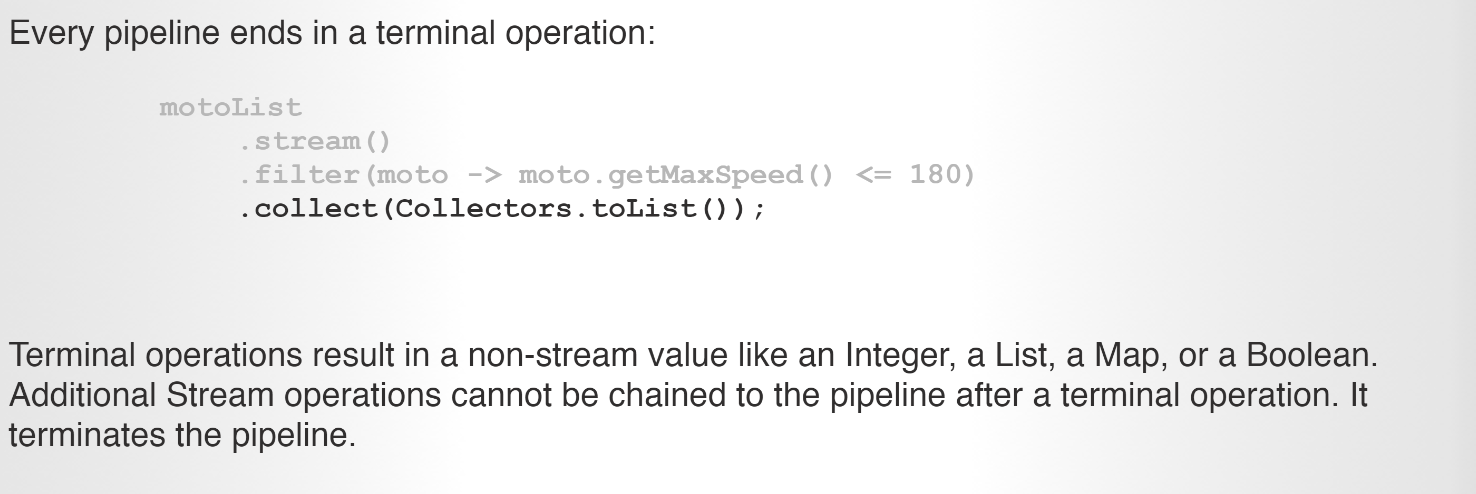 Every pipeline ends in a terminal operation:
motoList
.stream()
.filter(moto -> moto.getMaxSpeed() <= 180)
.collect(Collectors.toList());
Terminal operations result in a non-stream value like an Integer, a List, a Map, or a Boolean.
Additional Stream operations cannot be chained to the pipeline after a terminal operation. It
terminates the pipeline.